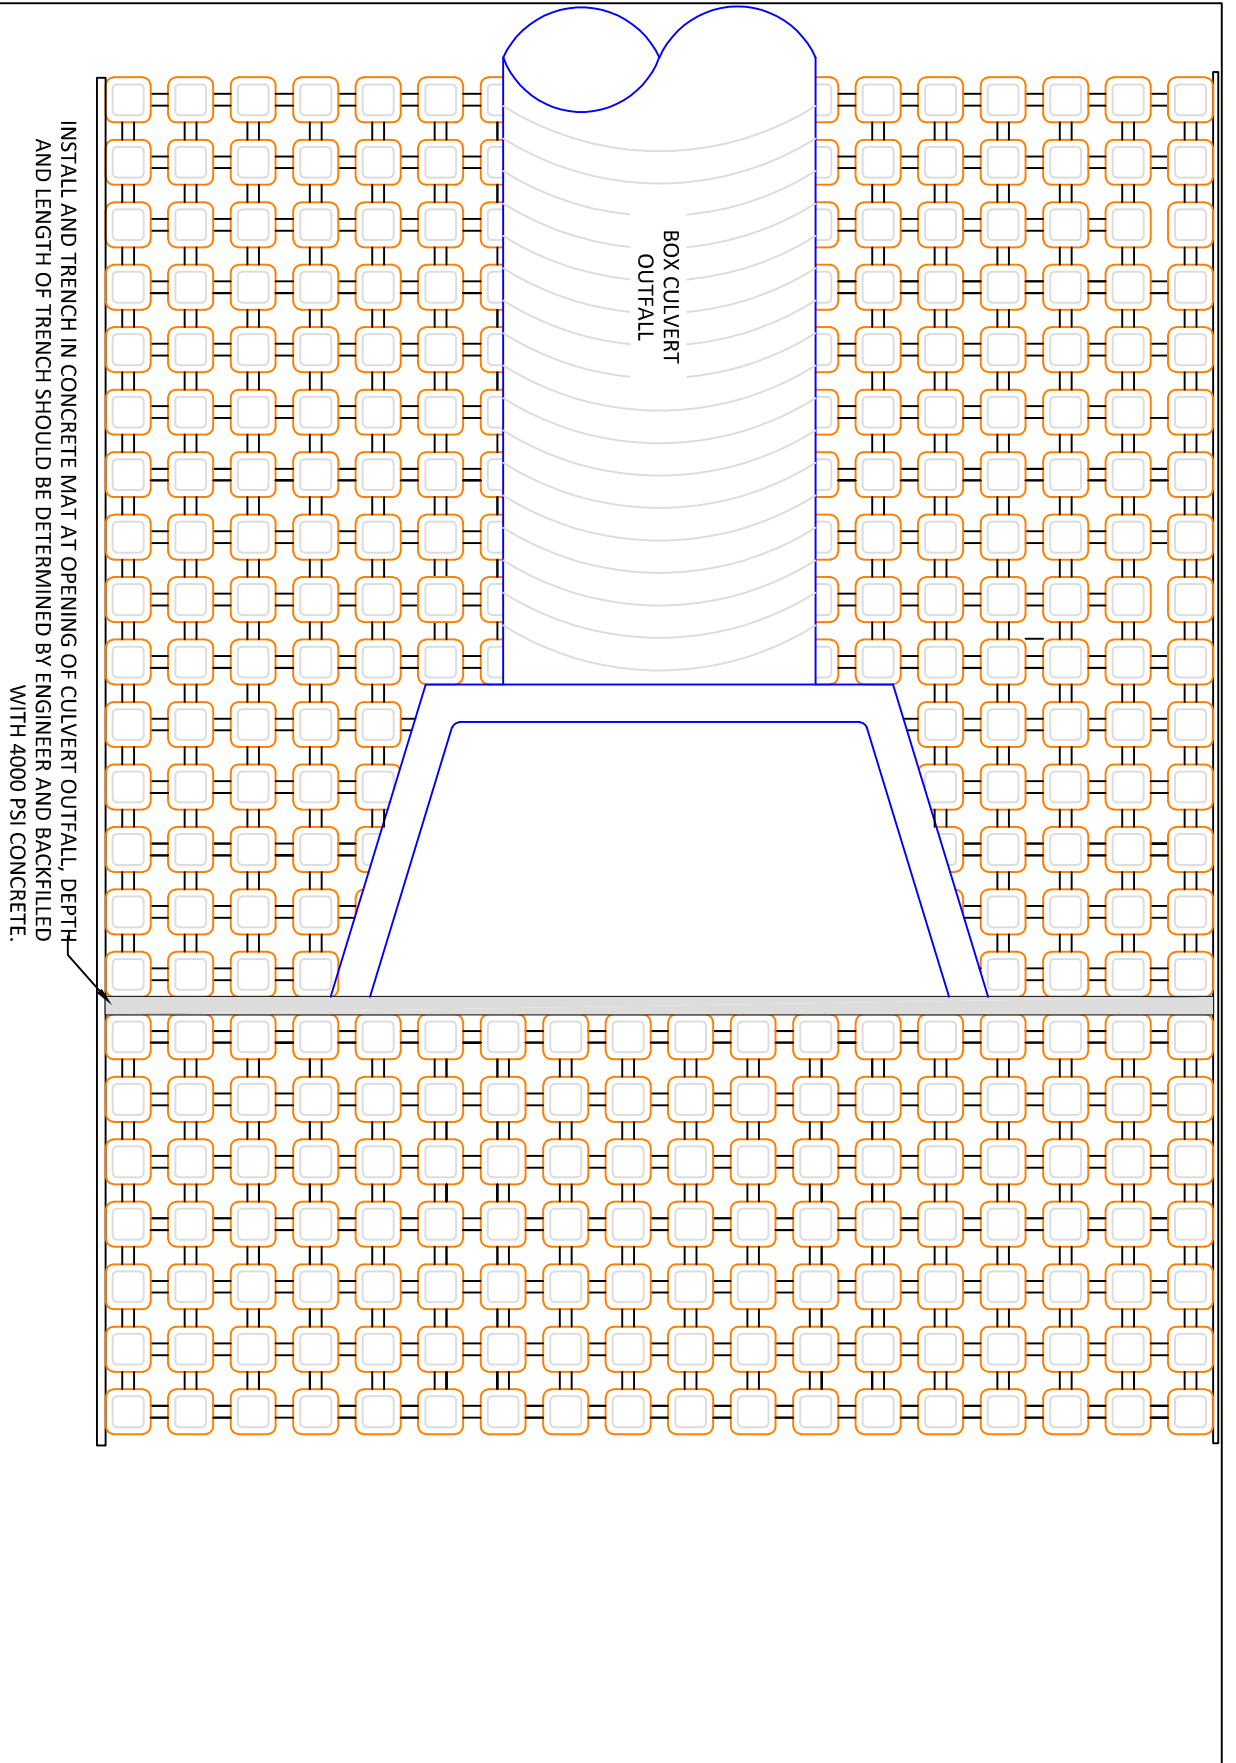 BOX CULVERT
OUTFALL
INSTALL AND TRENCH IN CONCRETE MAT AT OPENING OF CULVERT OUTFALL, DEPTH
AND LENGTH OF TRENCH SHOULD BE DETERMINED BY ENGINEER AND BACKFILLED
WITH 4000 PSI CONCRETE.